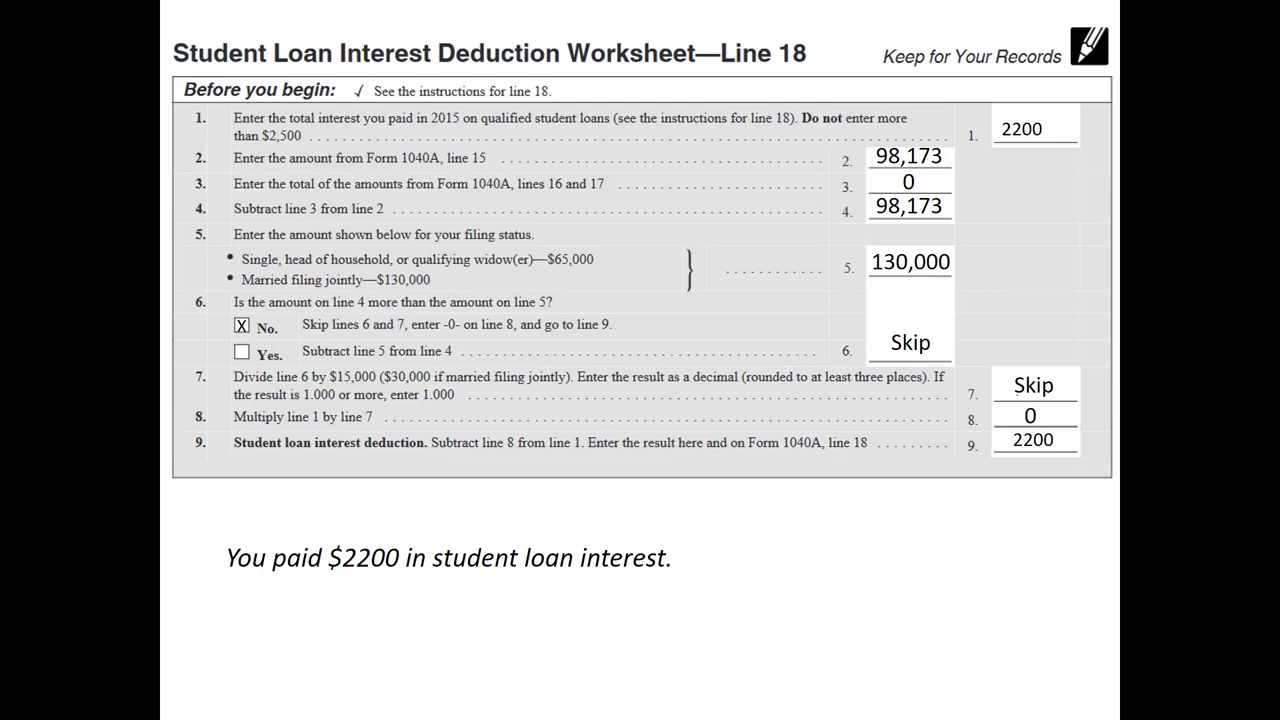 Student Loan Interest Deduction Worksheet—Line 18 Keep for Your Records
Before you begin: ✓ See the instructions for line 18.
1. Enter the total interest you paid in 2015 on qualified student loans (see the instructions for line 18). Do not enter more
than $2,500 1. 2200
2. Enter the amount from Form 1040A, line 15 2. 98,173
3. Enter the total of the amounts from Form 1040A, lines 16 and 17 3. 0
4. Subtract line 3 from line 2 4. 98,173
5. Enter the amount shown below for your filing status.
• Single, head of household, or qualifying widow(er)—$65,000
• Married filing jointly—$130,000 } 5. 130,000
6. Is the amount on line 4 more than the amount on line 5?
X No. Skip lines 6 and 7, enter -0- on line 8, and go to line 9.
Yes. Subtract line 5 from line 4 6. Skip
7. Divide line 6 by $15,000 ($30,000 if married filing jointly). Enter the result as a decimal (rounded to at least three places). If
the result is 1.000 or more, enter 1.000 7. Skip
8. Multiply line 1 by line 7 8. 0
9. Student loan interest deduction. Subtract line 8 from line 1. Enter the result here and on Form 1040A, line 18 9. 2200
You paid $2200 in student loan interest.